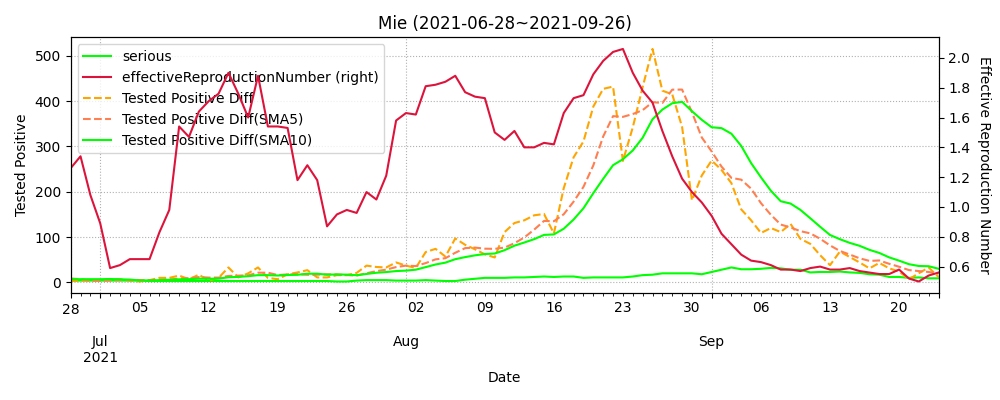 Mie (2021-06-28~2021-09-26)
serious
effectiveReproductionNumber (right)
Tested Positive Diff
Tested Positive Diff(SMA5)
Tested Positive Diff(SMA10)
Tested Positive
500
400
300
200
100
0
Effective Reproduction Number
2.0
1.8
1.6
1.4
1.2
1.0
0.8
0.6
28 05 12 19 26 02 09 16 23 30 06 13 20
Jul Aug Sep
2021
Date